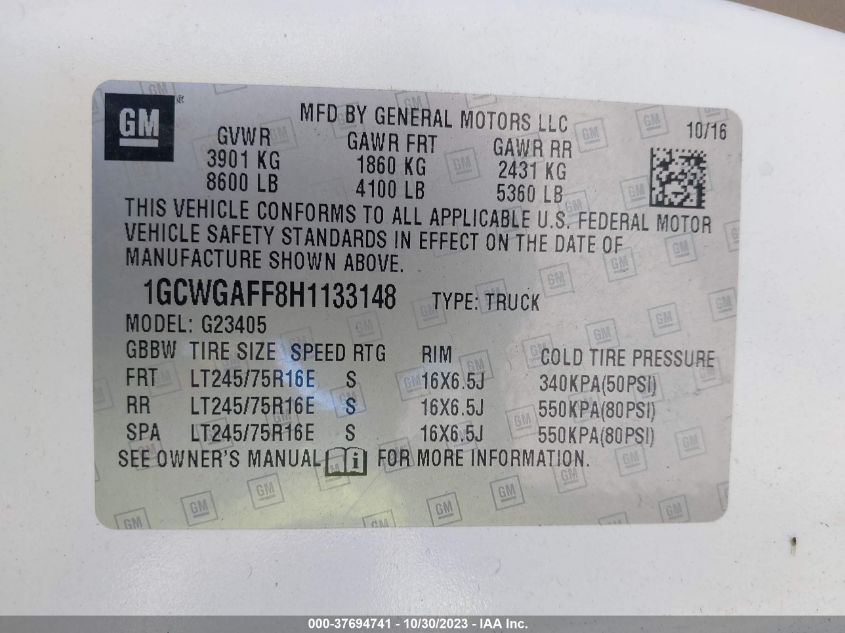 GM
MFD BY GENERAL MOTORS LLC 10/16
GVWR GAWR FRT GAWR RR
3901 KG 1860 KG 2431 KG
8600 LB 4100 LB 5360 LB
THIS VEHICLE CONFORMS TO ALL APPLICABLE U.S. FEDERAL MOTOR
VEHICLE SAFETY STANDARDS IN EFFECT ON THE DATE OF
MANUFACTURE SHOWN ABOVE.
1GCWGAFF8H1133148 TYPE: TRUCK
MODEL: G23405
GBBW TIRE SIZE SPEED RTG RIM COLD TIRE PRESSURE
FRT LT245/75R16E S 16X6.5J 340KPA(50PSI)
RR LT245/75R16E S 16X6.5J 550KPA(80PSI)
SPA LT245/75R16E S 16X6.5J 550KPA(80PSI)
SEE OWNER'S MANUAL i FOR MORE INFORMATION.
000-37694741 - 10/30/2023 - IAA Inc.